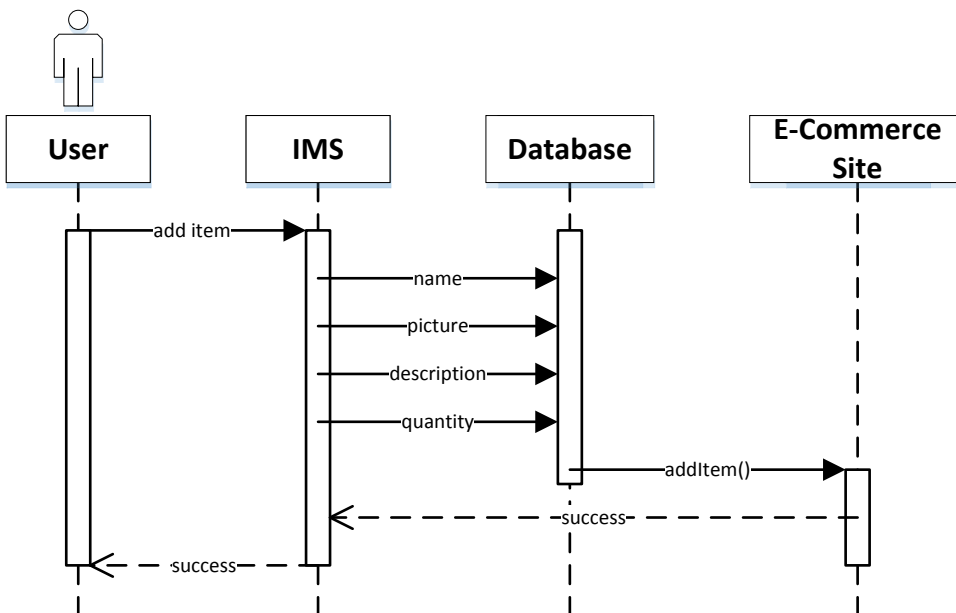 User
IMS
Database
E-Commerce
Site
add item
name
picture
description
quantity
addItem()
success
success